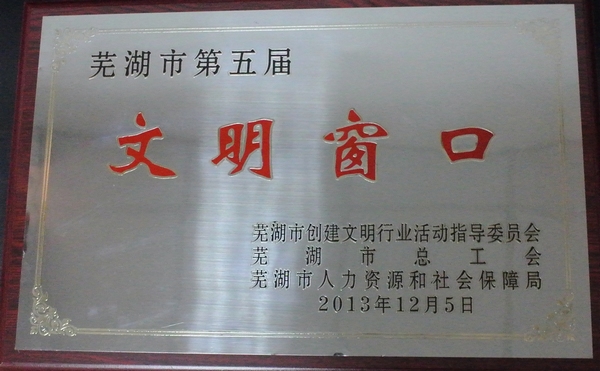 芜湖市第五届
文明窗口
芜湖市创建文明行业活动指导委员会
芜湖市总工会
芜湖市人力资源和社会保障局
2013年12月5日